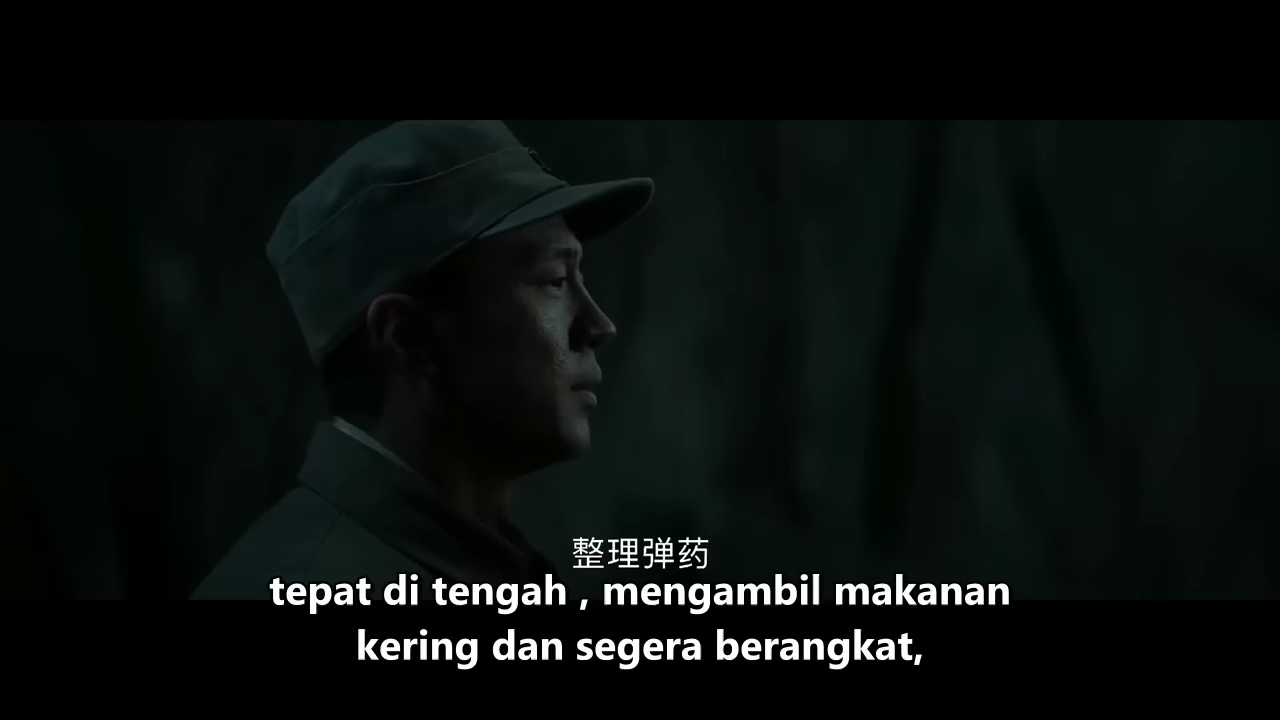 整理弹药
tepat di tengah , mengambil makanan
kering dan segera berangkat,